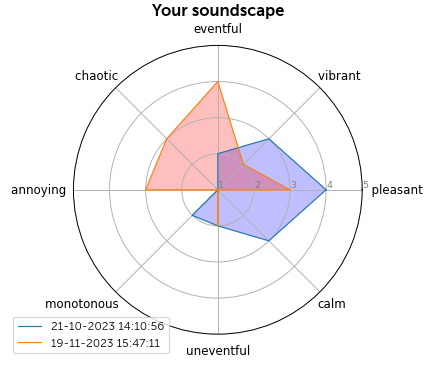 Your soundscape
eventful
chaotic
vibrant
annoying
1
2
3
4
5
pleasant
monotonous
calm
21-10-2023 14:10:56
19-11-2023 15:47:11
uneventful